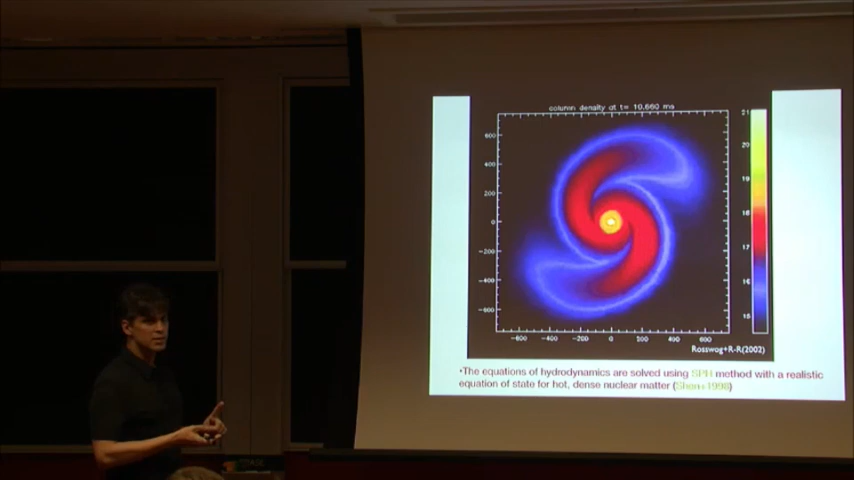 column density at t= 10.660 ms
21
20
19
18
17
16
15
600
400
200
0
-200
-400
-600
-600 -400 -200 0 200 400 600
Rosswog+R-R(2002)
•The equations of hydrodynamics are solved using SPH method with a realistic
equation of state for hot, dense nuclear matter (Shen+1998)